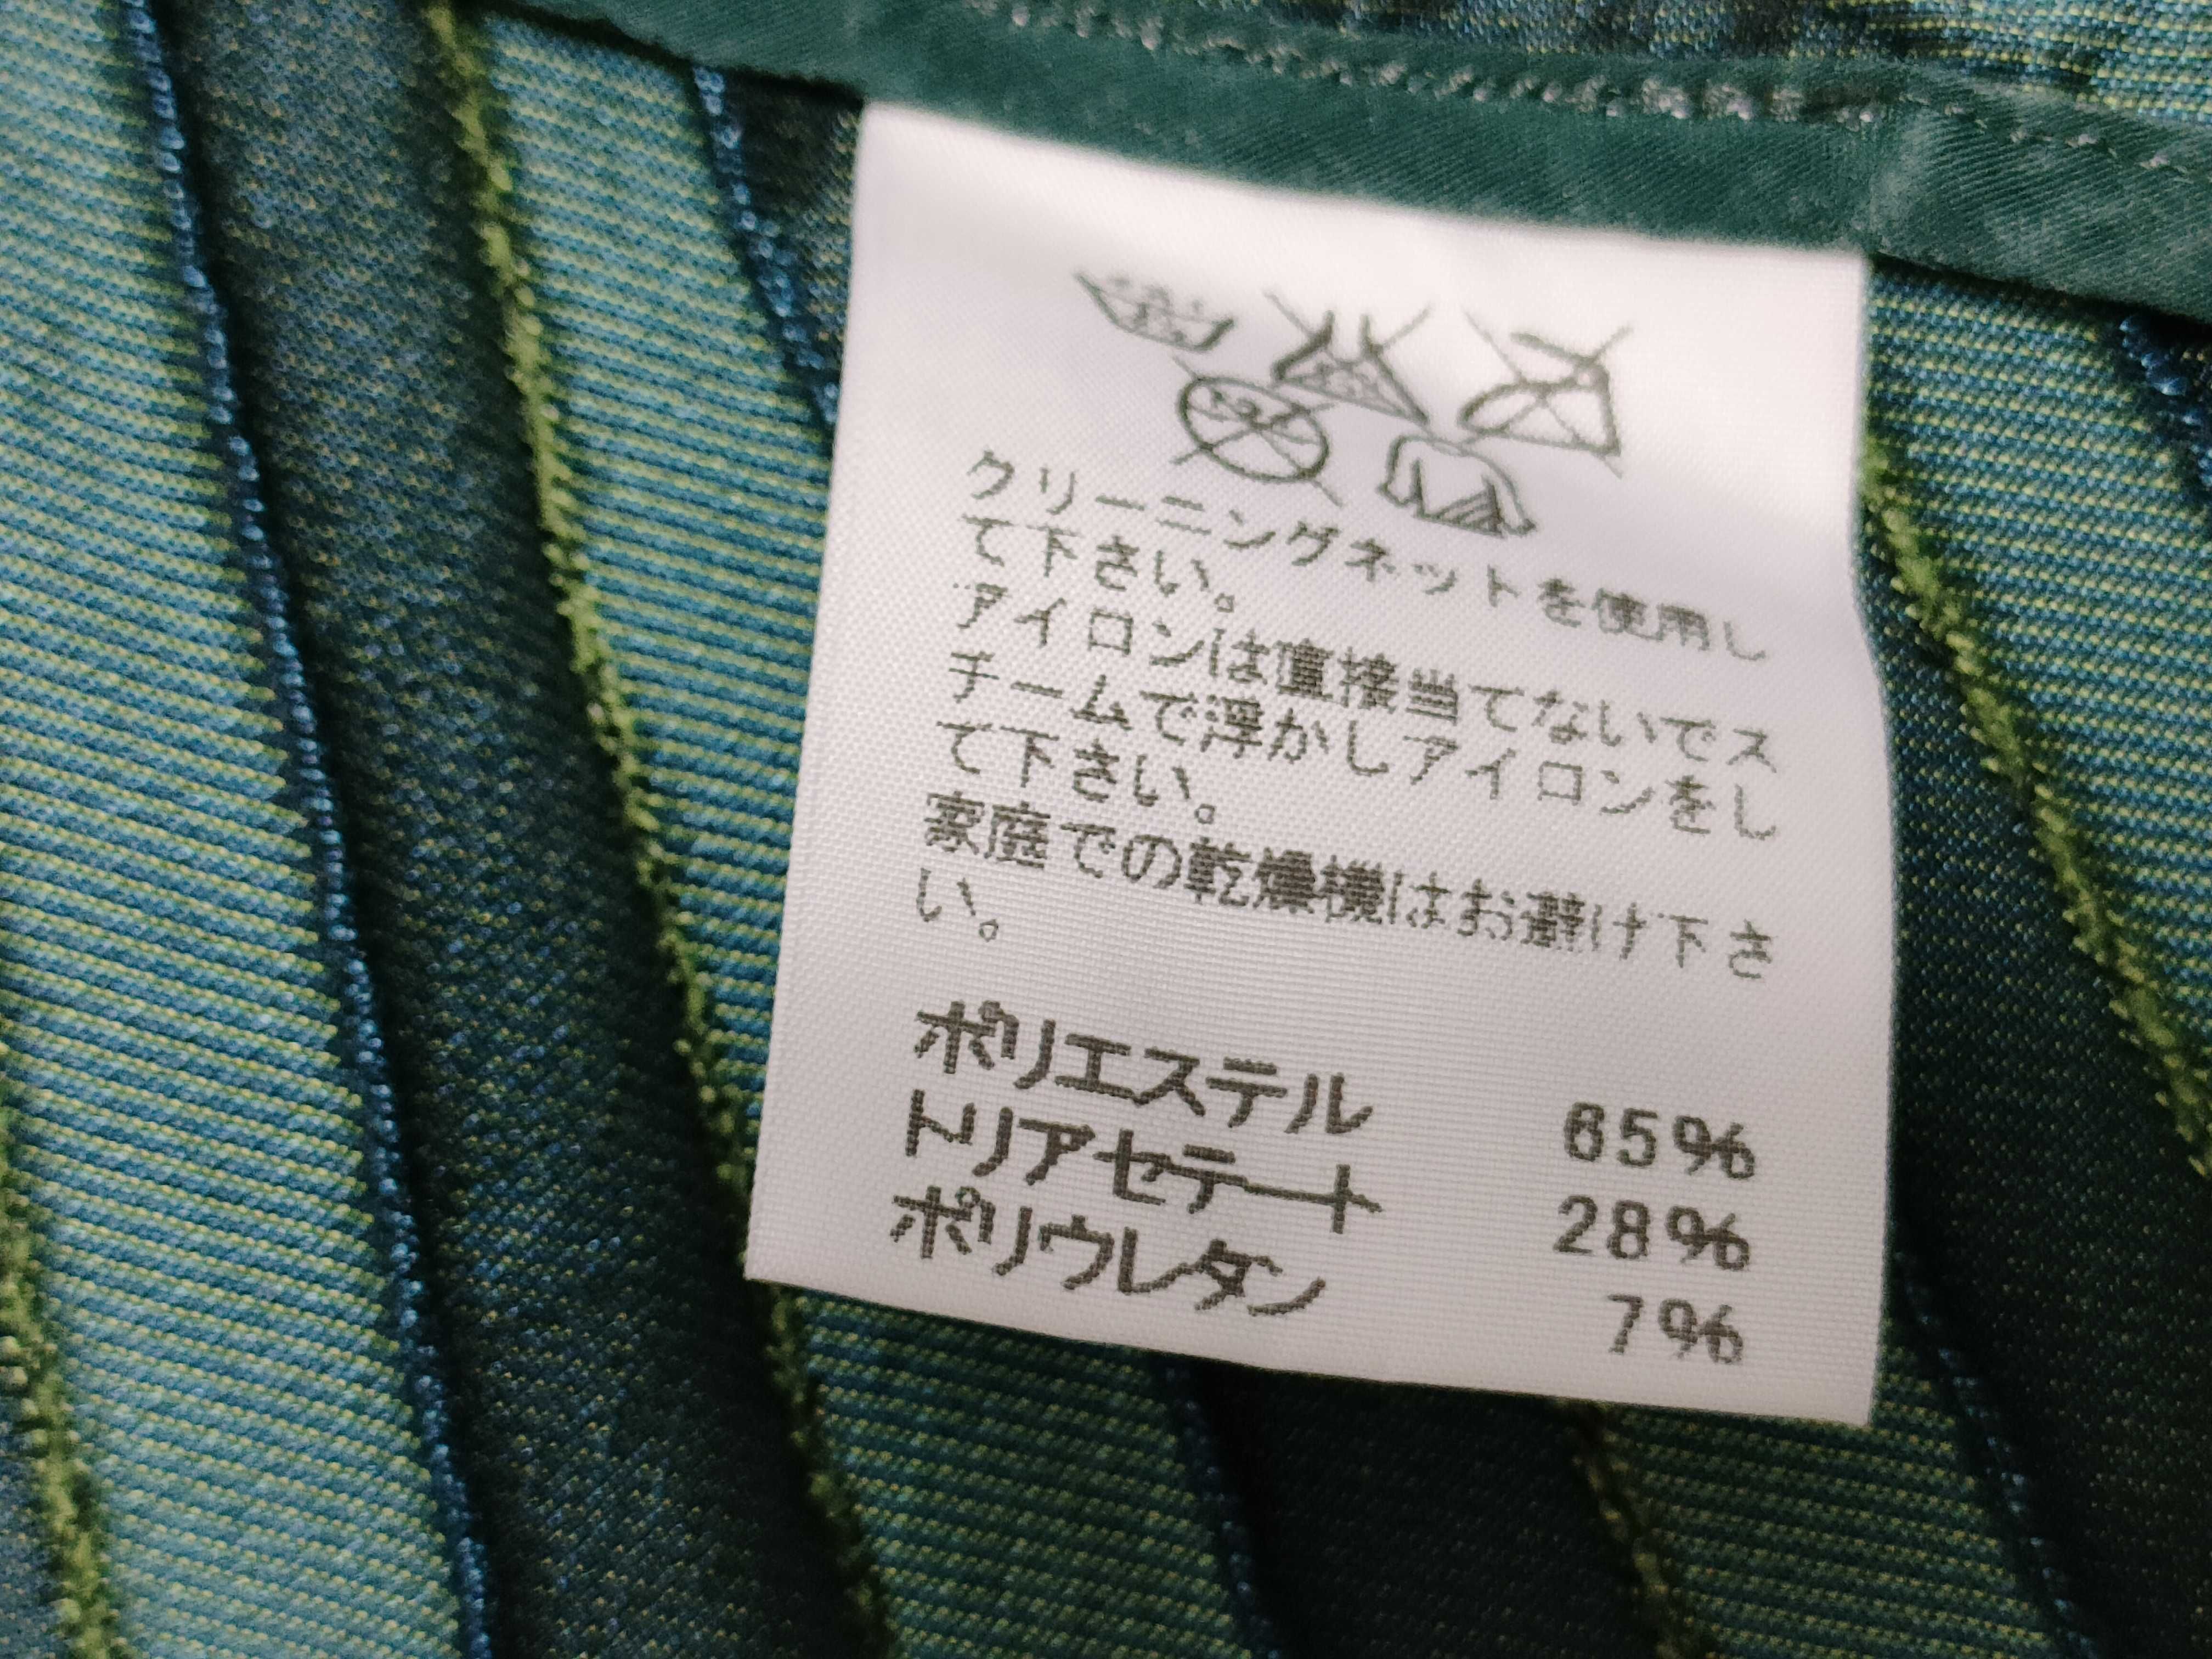 クリーニングネットを使用し
て下さい。
アイロンは直接当てないでス
チームで浮かしアイロンをし
て下さい。
家庭での乾燥機はお避け下さ
い。
ポリエステル 65%
トリアセテート 28%
ポリウレタン 7%